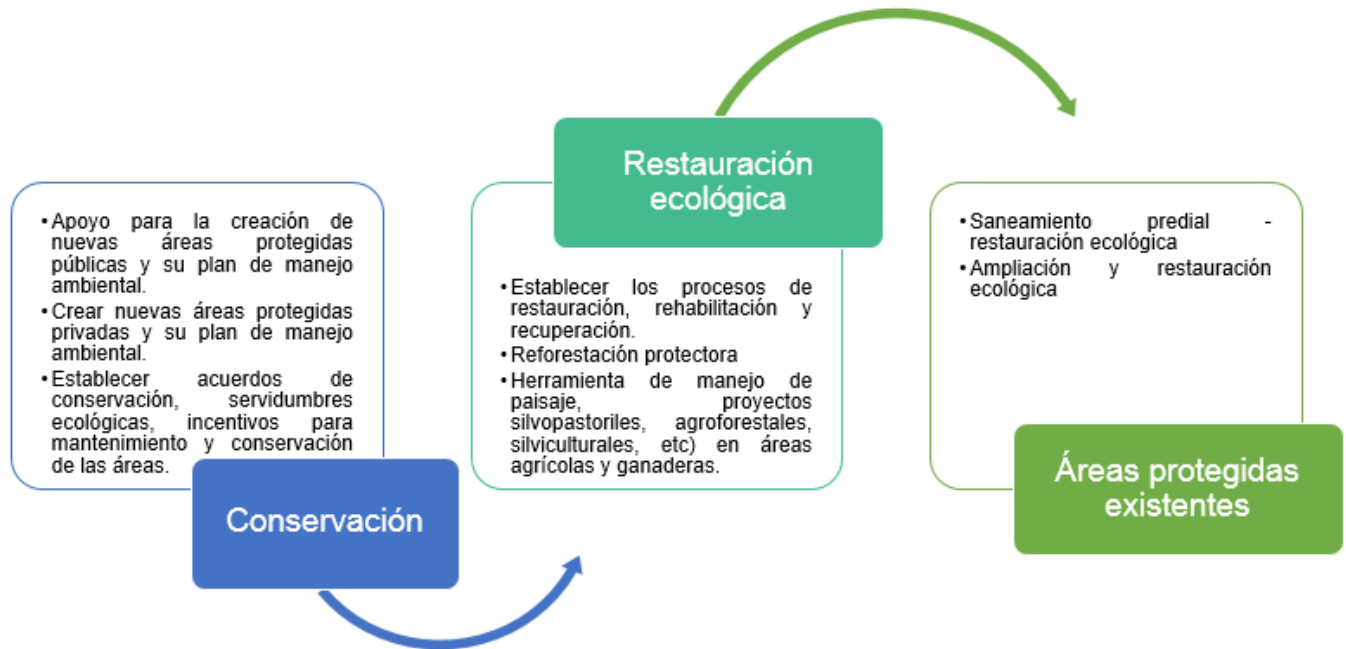 • Apoyo para la creación de
nuevas áreas protegidas
públicas y su plan de manejo
ambiental.
• Crear nuevas áreas protegidas
privadas y su plan de manejo
ambiental.
• Establecer acuerdos de
conservación, servidumbres
ecológicas, incentivos para
mantenimiento y conservación
de las áreas.
Conservación
Restauración
ecológica
• Establecer los procesos de
restauración, rehabilitación y
recuperación.
• Reforestación protectora
• Herramienta de manejo de
paisaje, proyectos
silvopastoriles, agroforestales,
silviculturales, etc) en áreas
agrícolas y ganaderas.
• Saneamiento predial -
restauración ecológica
• Ampliación y restauración
ecológica
Áreas protegidas
existentes